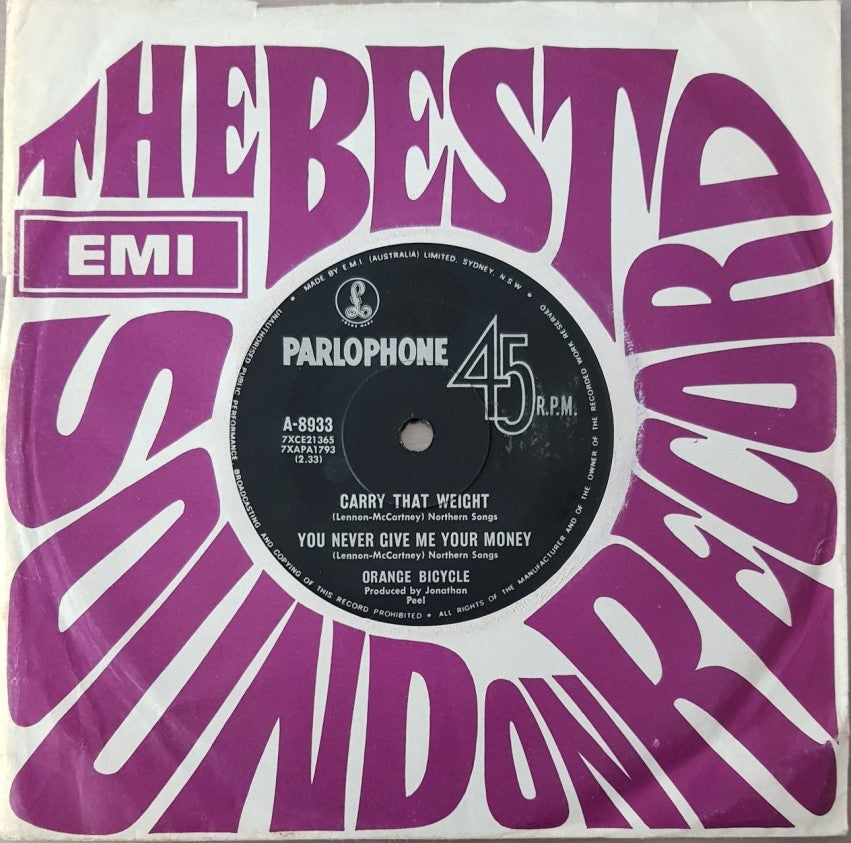 THE BEST
SOUND ON RECORD
EMI
MADE BY E.M.I. (AUSTRALIA) LIMITED, SYDNEY, N.S.W. •
UNAUTHORISED PUBLIC PERFORMANCE, BROADCASTING AND COPYING OF THIS RECORD PROHIBITED • ALL RIGHTS OF THE MANUFACTURER AND OF THE OWNER OF THE RECORDED WORK RESERVED
£
TRADE MARK
PARLOPHONE
45
R.P.M.
A-8933
7XCE21365
7XAPA1793
(2.33)
CARRY THAT WEIGHT
(Lennon-McCartney) Northern Songs
YOU NEVER GIVE ME YOUR MONEY
(Lennon-McCartney) Northern Songs
ORANGE BICYCLE
Produced by Jonathan
Peel